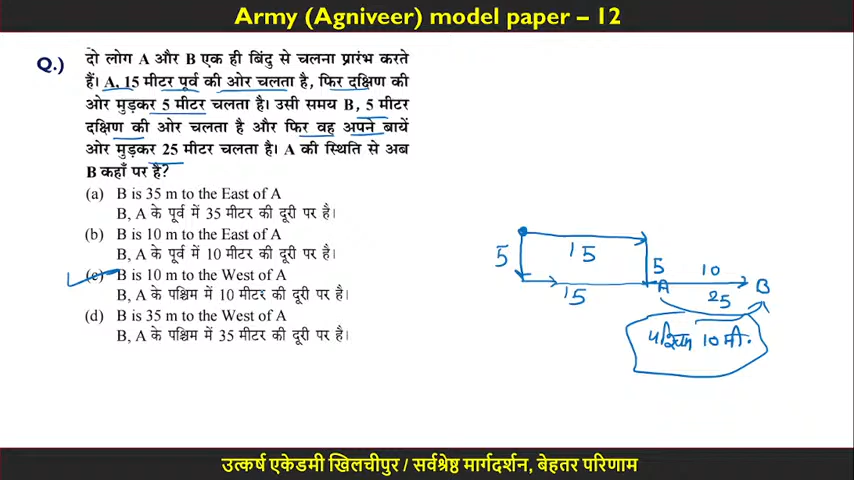 Army (Agniveer) model paper – 12
Q.)
दो लोग A और B एक ही बिंदु से चलना प्रारंभ करते
हैं। A, 15 मीटर पूर्व की ओर चलता है, फिर दक्षिण की
ओर मुड़कर 5 मीटर चलता है। उसी समय B, 5 मीटर
दक्षिण की ओर चलता है और फिर वह अपने बायें
ओर मुड़कर 25 मीटर चलता है। A की स्थिति से अब
B कहाँ पर है?
(a) B is 35 m to the East of A
B, A के पूर्व में 35 मीटर की दूरी पर है।
(b) B is 10 m to the East of A
B, A के पूर्व में 10 मीटर की दूरी पर है।
(c) B is 10 m to the West of A
B, A के पश्चिम में 10 मीटर की दूरी पर है।
(d) B is 35 m to the West of A
B, A के पश्चिम में 35 मीटर की दूरी पर है।
15
5
5
A
10
B
15
25
पश्चिम 10 मी.
उत्कर्ष एकेडमी खिलचीपुर / सर्वश्रेष्ठ मार्गदर्शन, बेहतर परिणाम